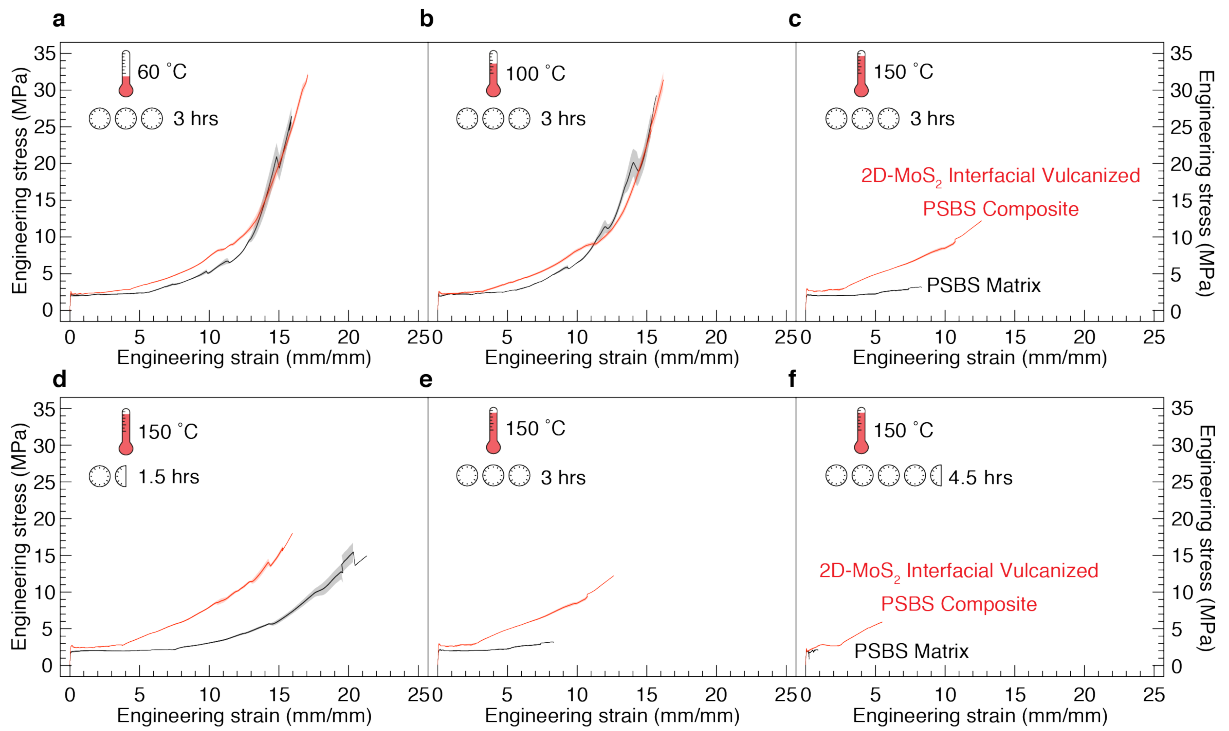 a
b
c
35
30
25
20
15
10
5
0
Engineering stress (MPa)
60 °C
3 hrs
100 °C
3 hrs
150 °C
3 hrs
2D-MoS2 Interfacial Vulcanized
PSBS Composite
PSBS Matrix
35
30
25
20
15
10
5
0
Engineering stress (MPa)
0 5 10 15 20 25 0 5 10 15 20 25 0 5 10 15 20 25
Engineering strain (mm/mm) Engineering strain (mm/mm) Engineering strain (mm/mm)
d
e
f
35
30
25
20
15
10
5
0
Engineering stress (MPa)
150 °C
1.5 hrs
150 °C
3 hrs
150 °C
4.5 hrs
2D-MoS2 Interfacial Vulcanized
PSBS Composite
PSBS Matrix
35
30
25
20
15
10
5
0
Engineering stress (MPa)
0 5 10 15 20 25 0 5 10 15 20 25 5 10 15 20 25
Engineering strain (mm/mm) Engineering strain (mm/mm) Engineering strain (mm/mm)